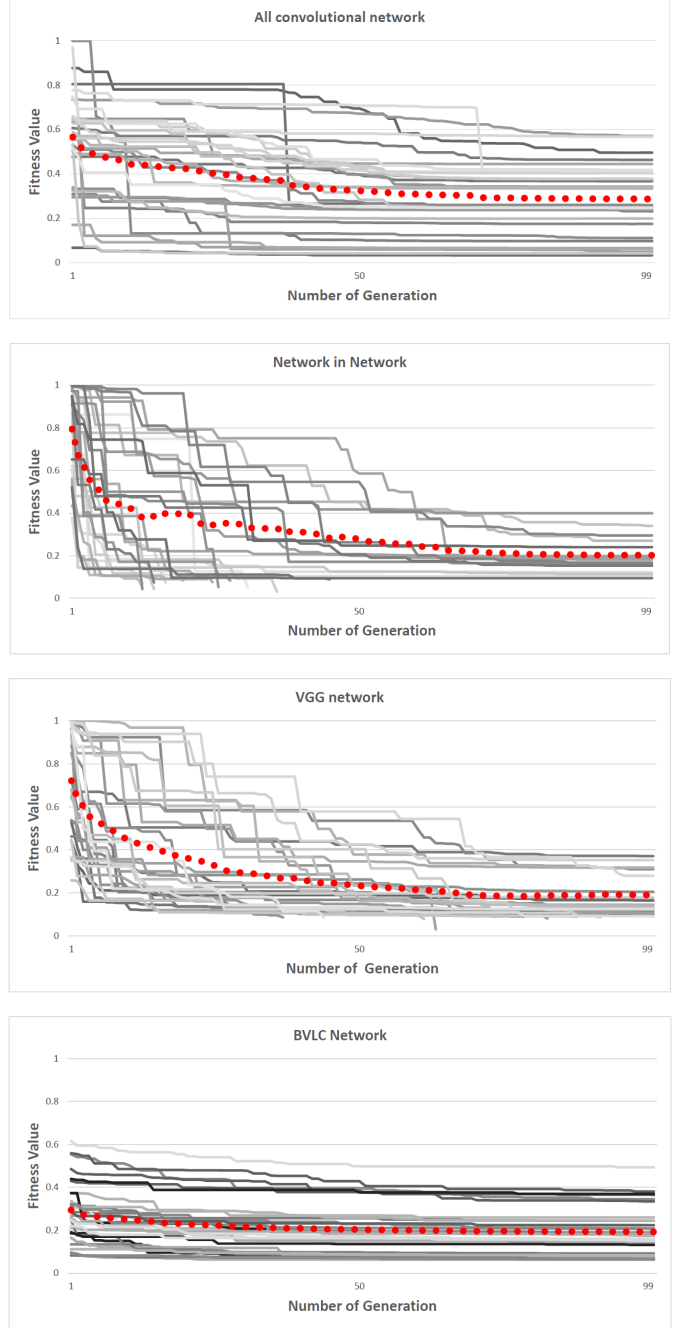 All convolutional network
1
0.8
0.6
0.4
0.2
0
Fitness Value
1 50 99
Number of Generation
Network in Network
1
0.8
0.6
0.4
0.2
0
Fitness Value
1 50 99
Number of Generation
VGG network
1
0.8
0.6
0.4
0.2
0
Fitness Value
1 50 99
Number of Generation
BVLC Network
1
0.8
0.6
0.4
0.2
0
Fitness Value
1 50 99
Number of Generation